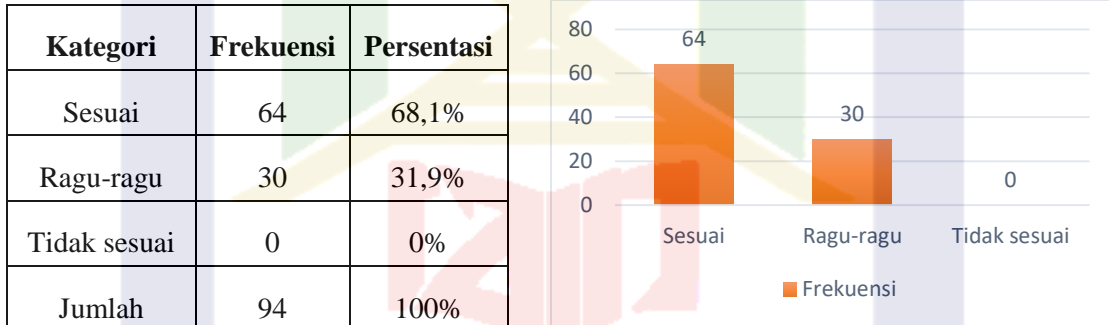 Kategori Frekuensi Persentasi
Sesuai 64 68,1%
Ragu-ragu 30 31,9%
Tidak sesuai 0 0%
Jumlah 94 100%
80
60
40
20
0
64
30
0
Sesuai Ragu-ragu Tidak sesuai
Frekuensi